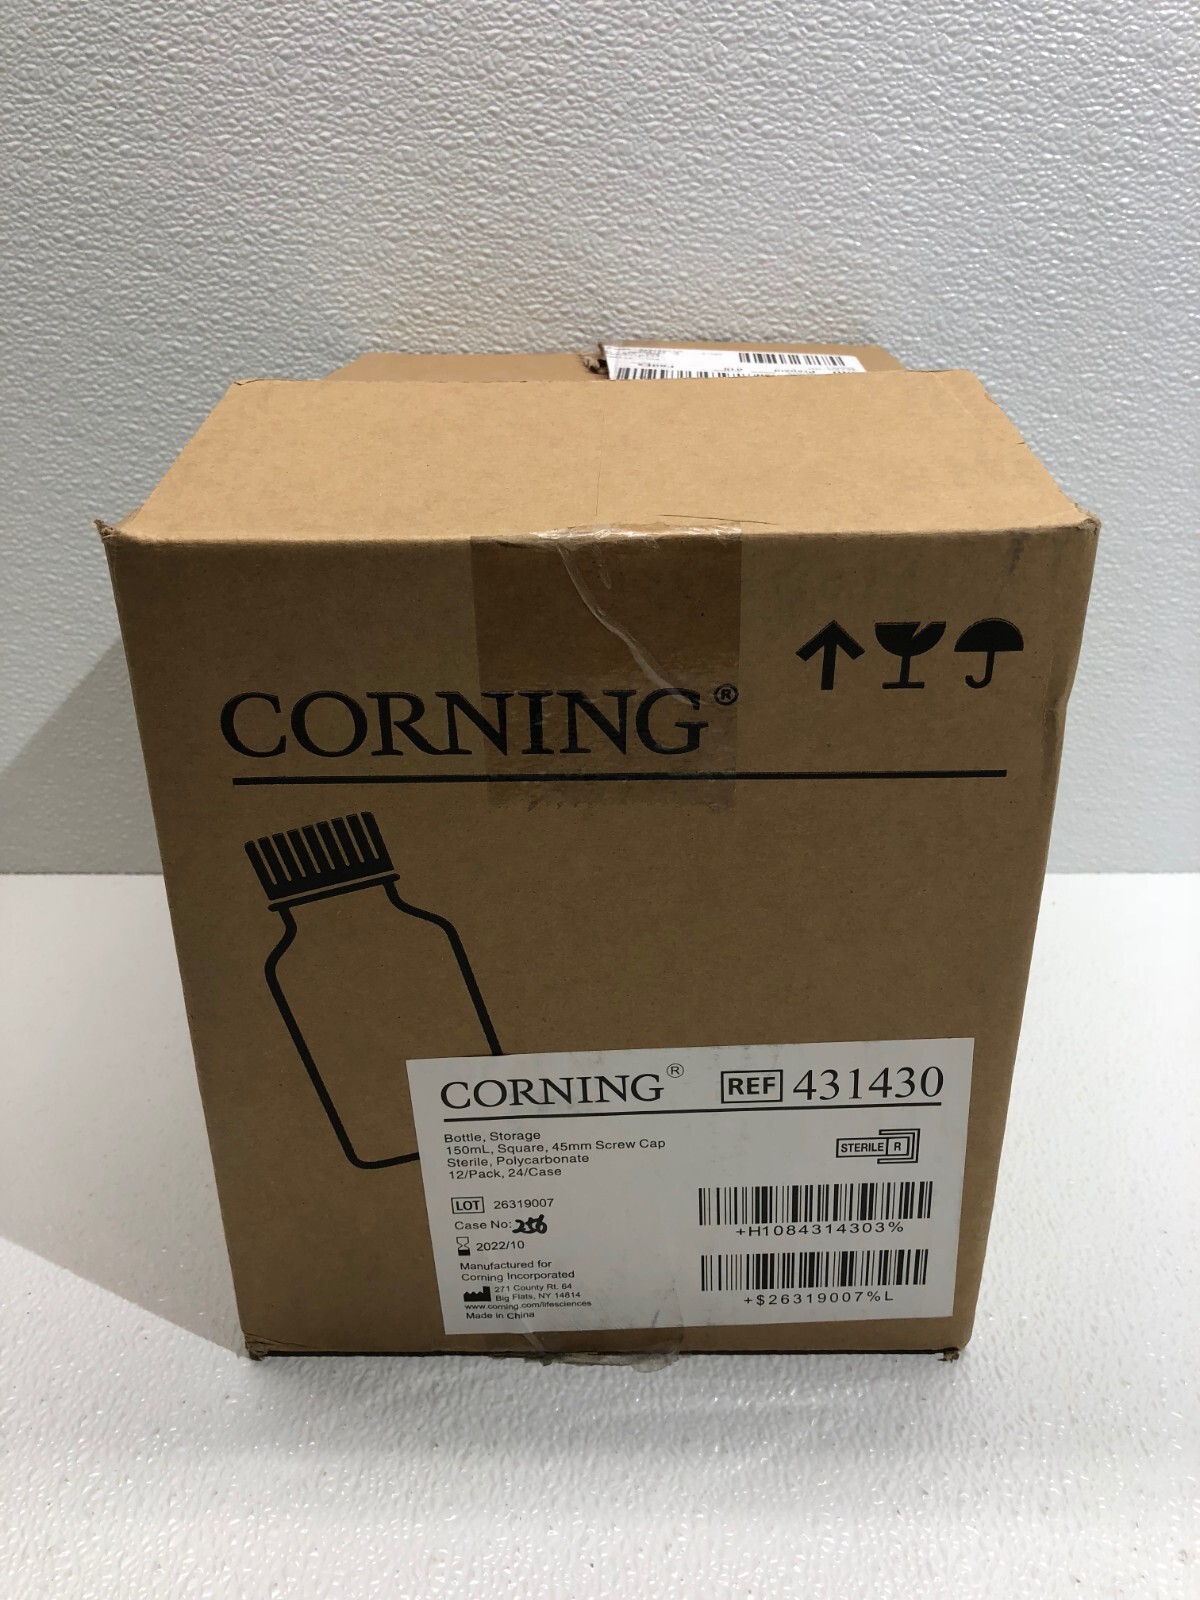 CORNING®
CORNING®
REF 431430
Bottle, Storage
150mL, Square, 45mm Screw Cap
Sterile, Polycarbonate
12/Pack, 24/Case
STERILE R
LOT 26319007
Case No: 256
2022/10
Manufactured for
Corning Incorporated
271 County Rt. 64
Big Flats, NY 14814
www.corning.com/lifesciences
Made in China
+H1084314303%
+$26319007%L